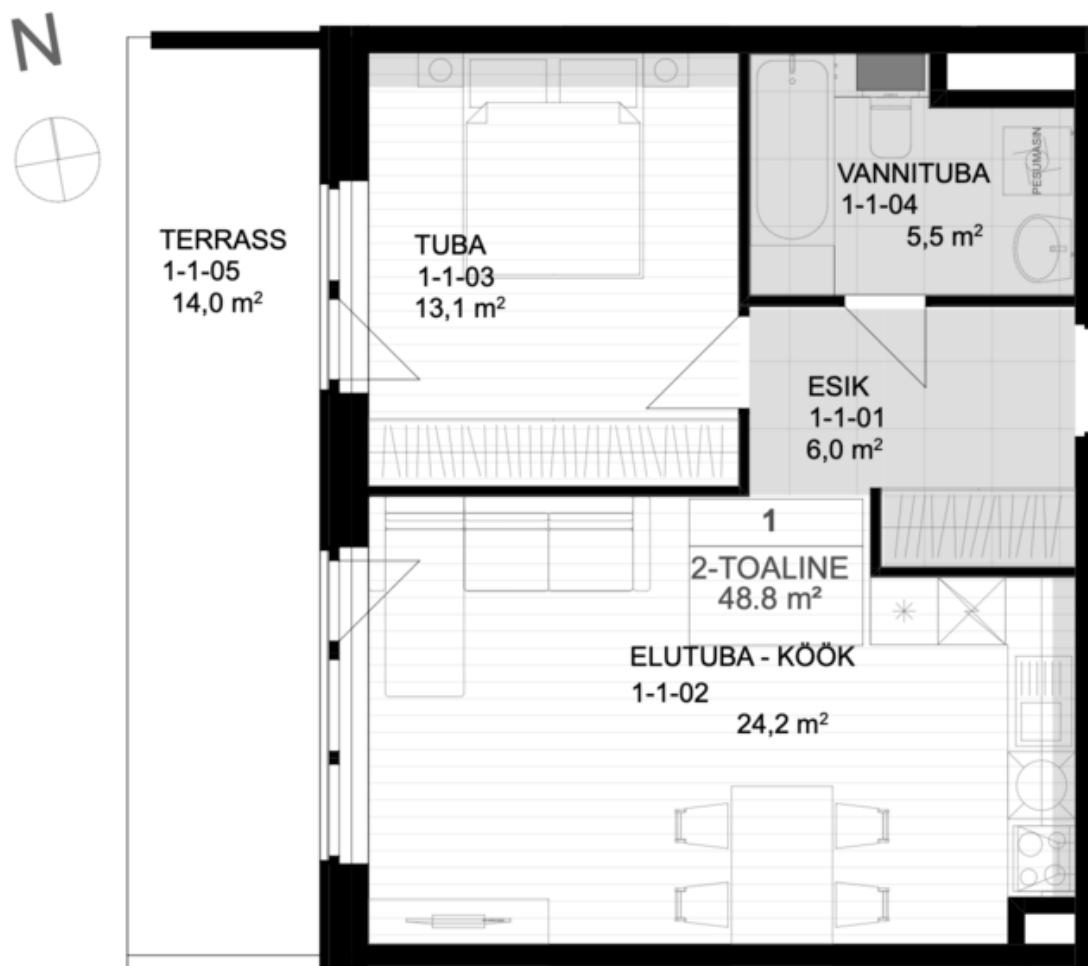 N
TERRASS
1-1-05
14,0 m²
TUBA
1-1-03
13,1 m²
VANNITUBA
1-1-04
5,5 m²
PESUMASIN
ESIK
1-1-01
6,0 m²
1
2-TOALINE
48.8 m²
ELUTUBA - KÖÖK
1-1-02
24,2 m²